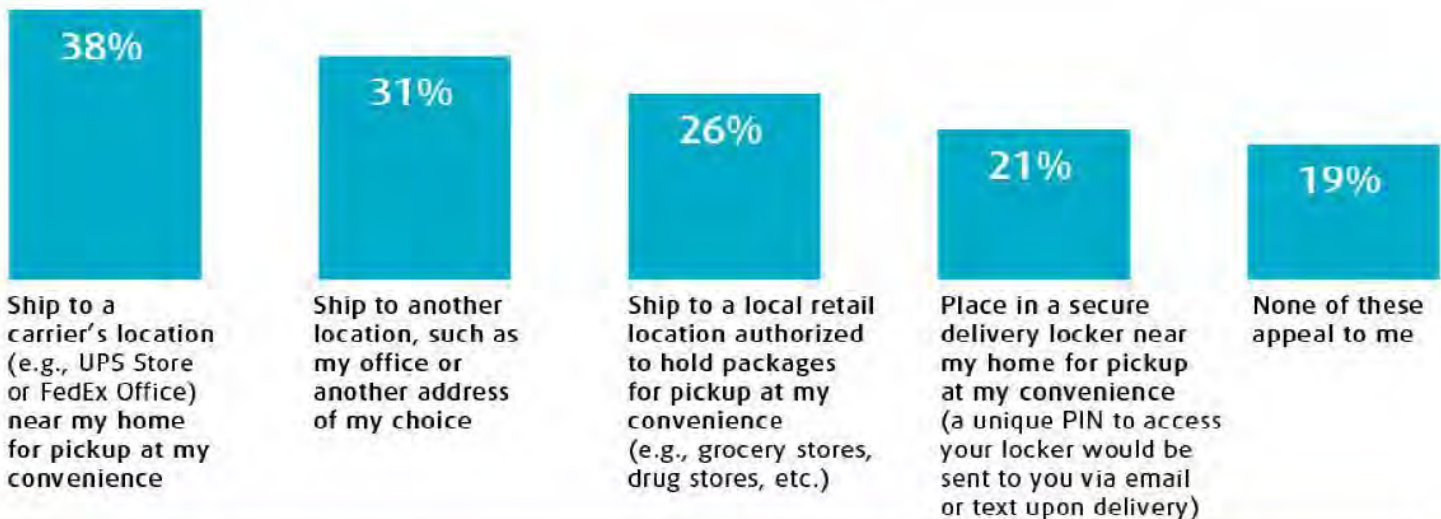 38%
31%
26%
21%
19%
Ship to a
carrier's location
(e.g., UPS Store
or FedEx Office)
near my home
for pickup at my
convenience
Ship to another
location, such as
my office or
another address
of my choice
Ship to a local retail
location authorized
to hold packages
for pickup at my
convenience
(e.g., grocery stores,
drug stores, etc.)
Place in a secure
delivery locker near
my home for pickup
at my convenience
(a unique PIN to access
your locker would be
sent to you via email
or text upon delivery)
None of these
appeal to me